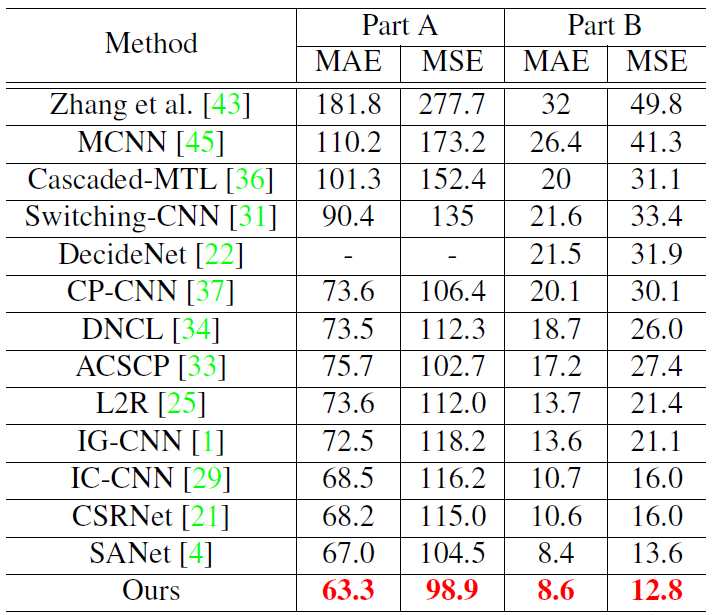 Method Part A Part B
MAE MSE MAE MSE
Zhang et al. [43] 181.8 277.7 32 49.8
MCNN [45] 110.2 173.2 26.4 41.3
Cascaded-MTL [36] 101.3 152.4 20 31.1
Switching-CNN [31] 90.4 135 21.6 33.4
DecideNet [22] - - 21.5 31.9
CP-CNN [37] 73.6 106.4 20.1 30.1
DNCL [34] 73.5 112.3 18.7 26.0
ACSCP [33] 75.7 102.7 17.2 27.4
L2R [25] 73.6 112.0 13.7 21.4
IG-CNN [1] 72.5 118.2 13.6 21.1
IC-CNN [29] 68.5 116.2 10.7 16.0
CSRNet [21] 68.2 115.0 10.6 16.0
SANet [4] 67.0 104.5 8.4 13.6
Ours 63.3 98.9 8.6 12.8